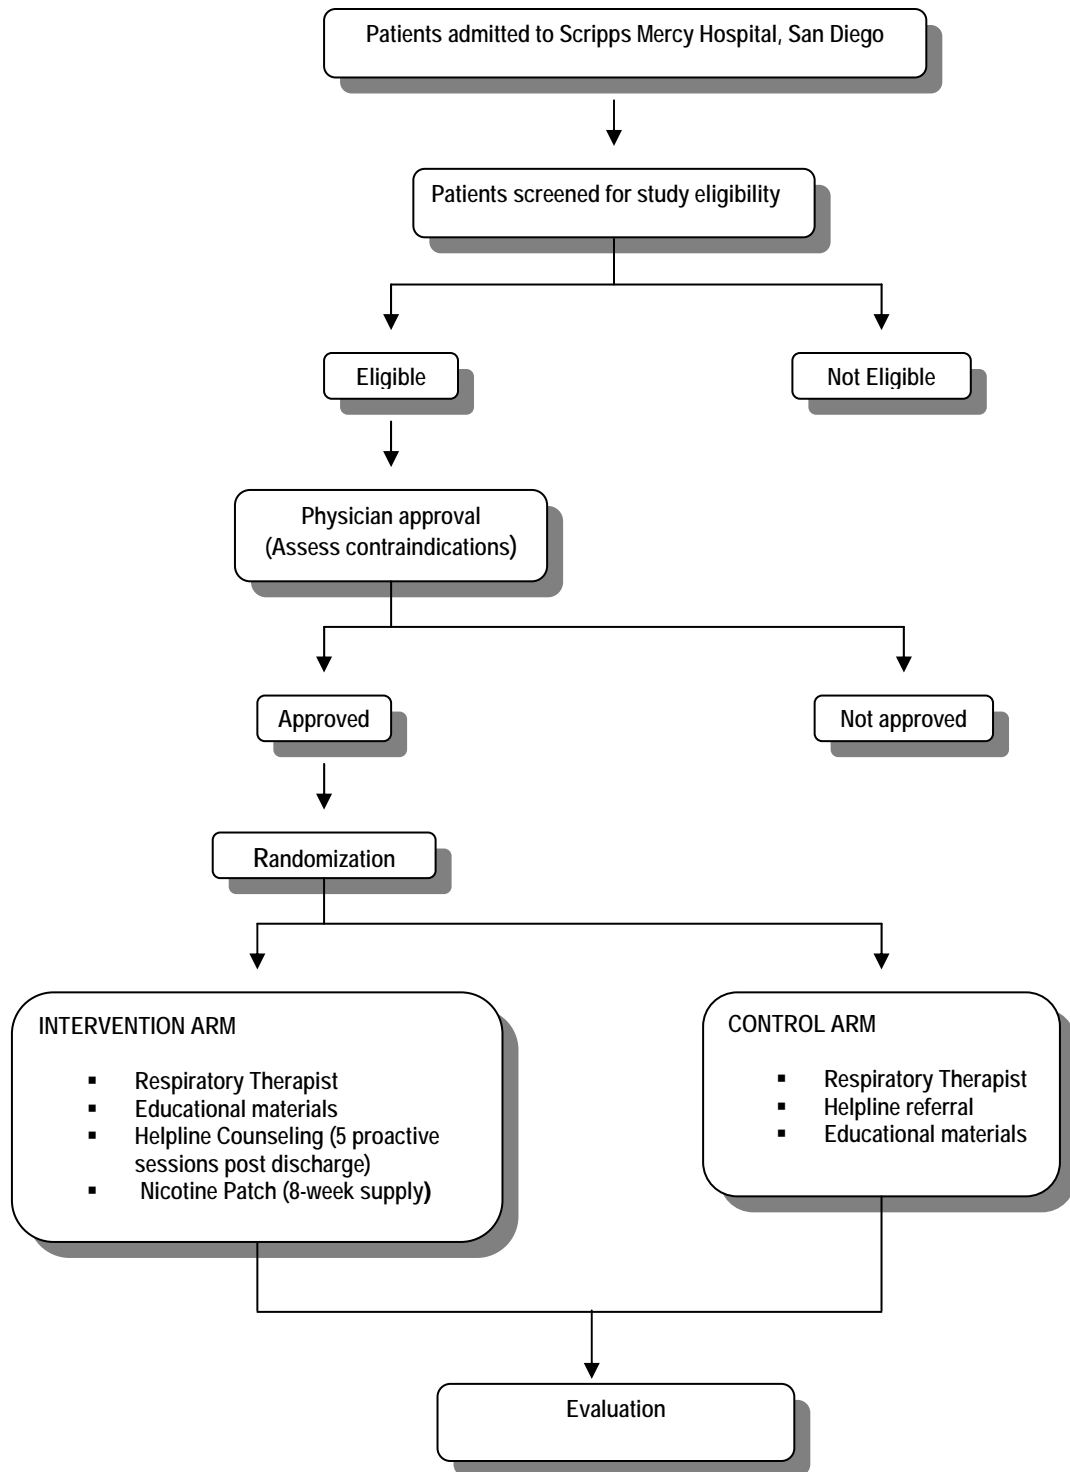 Patients admitted to Scripps Mercy Hospital, San Diego
Patients screened for study eligibility
Eligible
Not Eligible
Physician approval
(Assess contraindications)
Approved
Not approved
Randomization
INTERVENTION ARM
▪ Respiratory Therapist
▪ Educational materials
▪ Helpline Counseling (5 proactive
sessions post discharge)
▪ Nicotine Patch (8-week supply)
CONTROL ARM
▪ Respiratory Therapist
▪ Helpline referral
▪ Educational materials
Evaluation